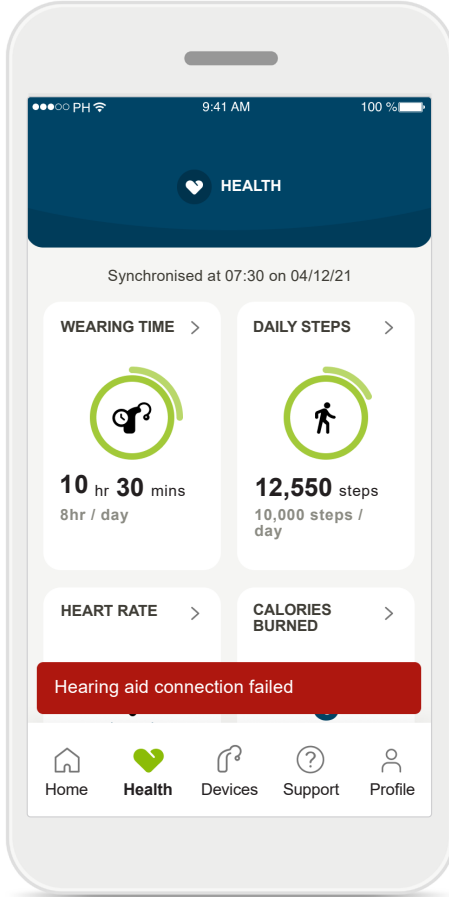 PH 9:41 AM 100 %
HEALTH
Synchronised at 07:30 on 04/12/21
WEARING TIME
10 hr 30 mins
8hr / day
DAILY STEPS
12,550 steps
10,000 steps /
day
HEART RATE
CALORIES
BURNED
Hearing aid connection failed
Home Health Devices Support Profile